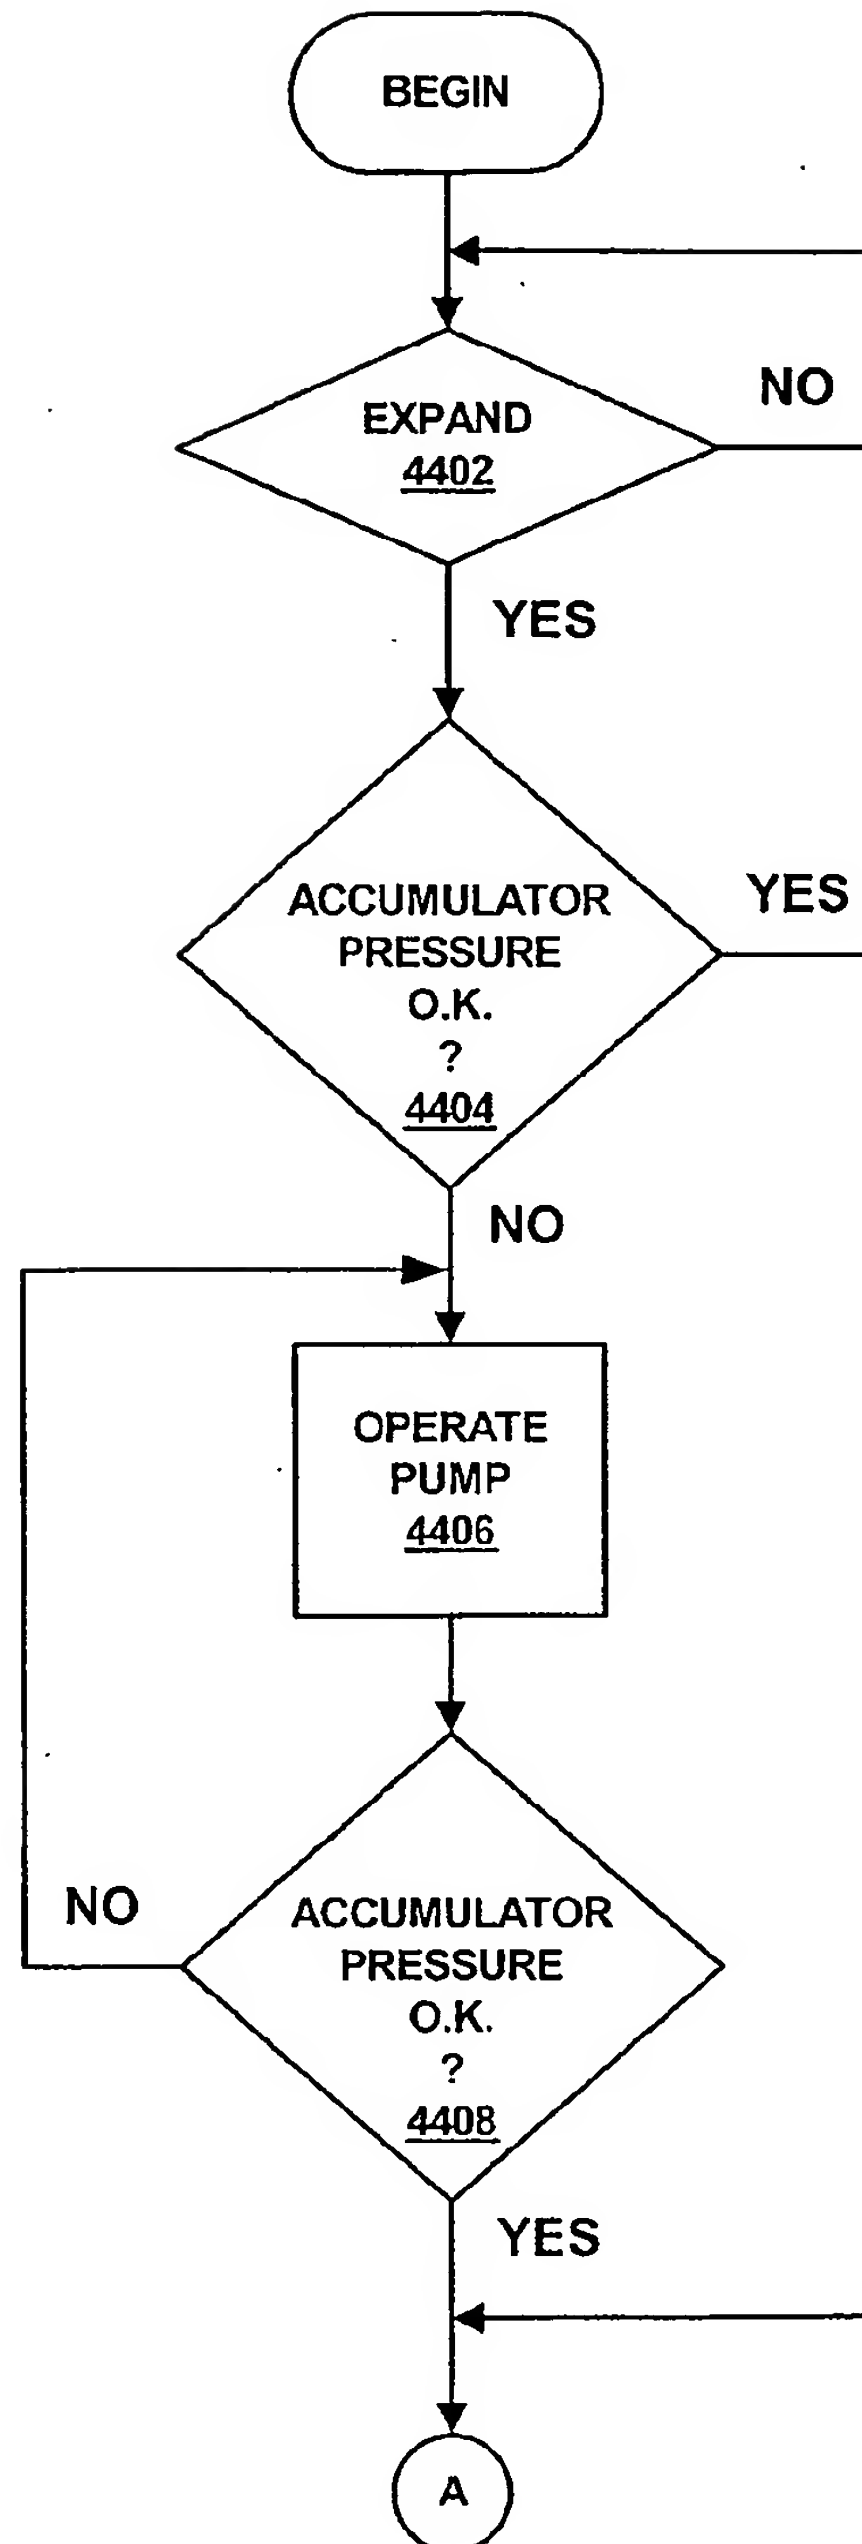 BEGIN
EXPAND
4402
NO
YES
ACCUMULATOR
PRESSURE
O.K.
?
4404
YES
NO
OPERATE
PUMP
4406
ACCUMULATOR
PRESSURE
O.K.
?
4408
NO
YES
A